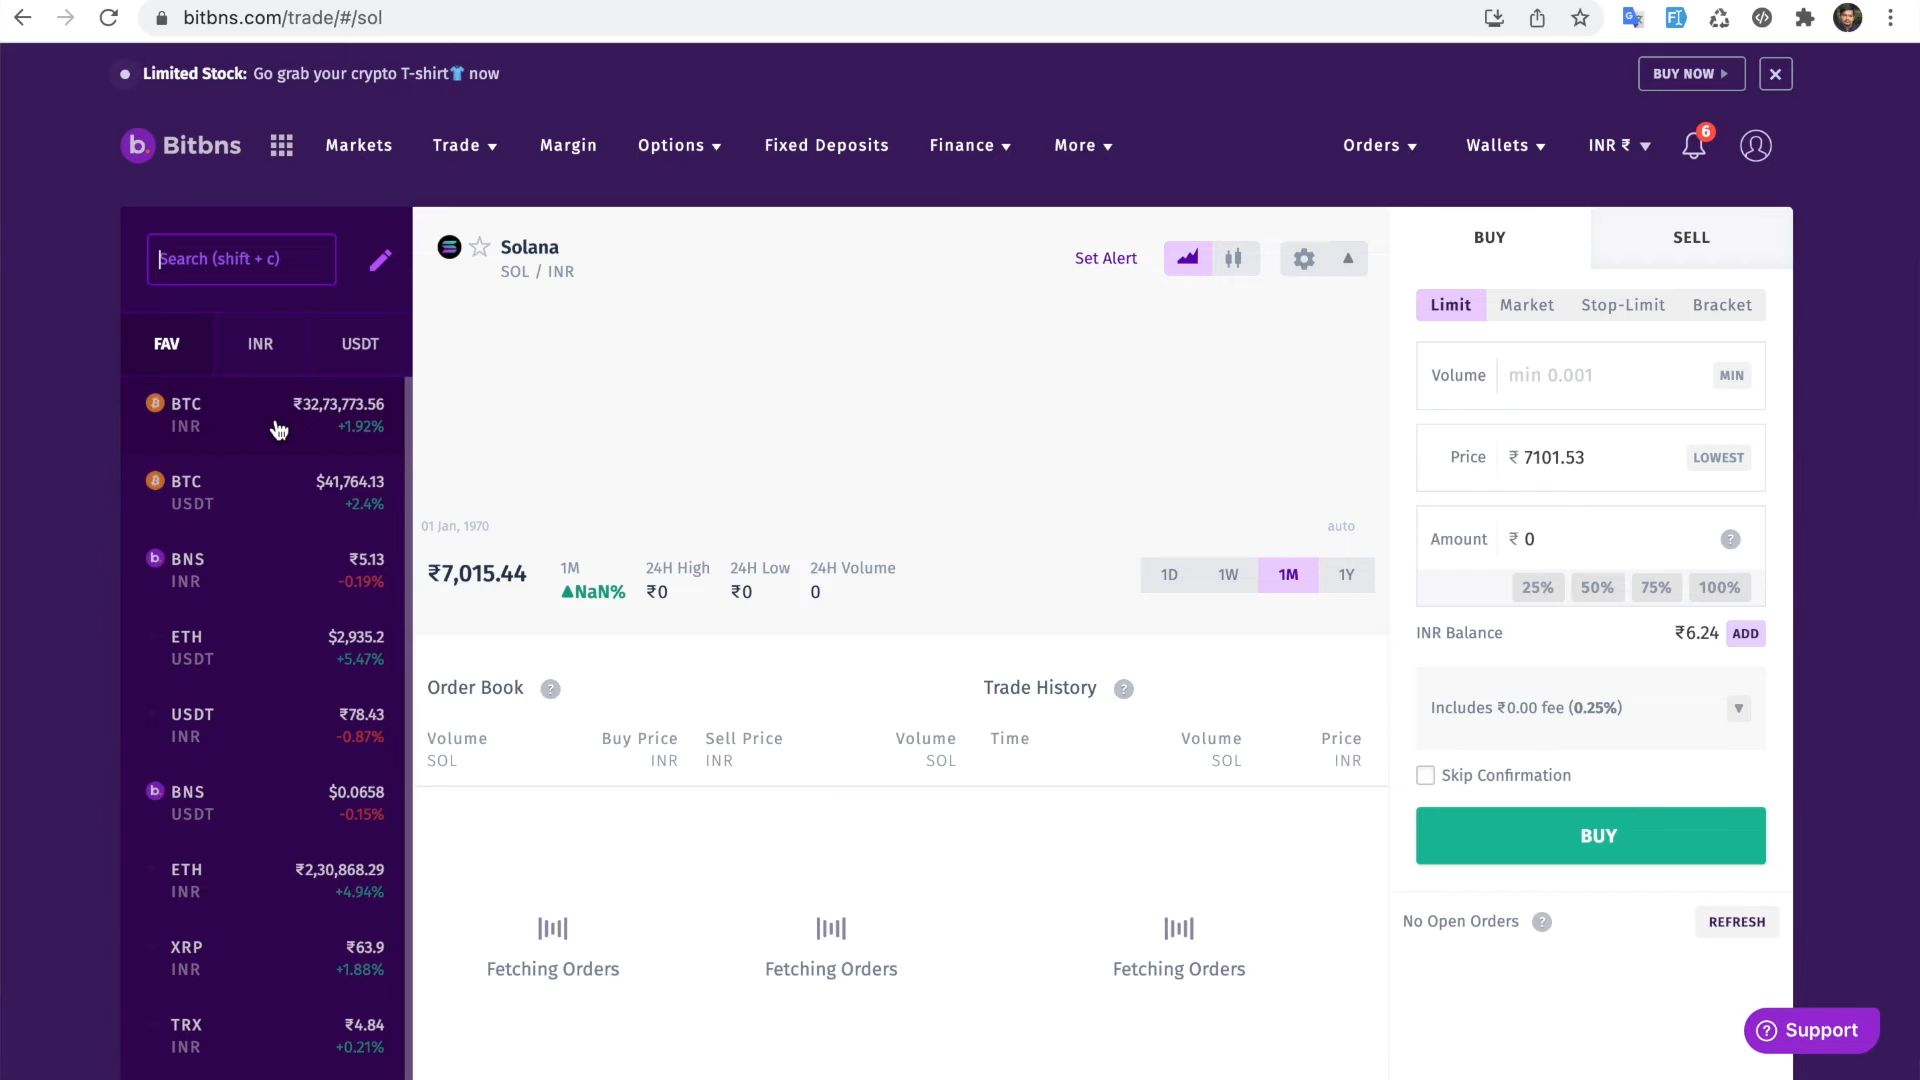 bitbns.com/trade/#/sol
Limited Stock: Go grab your crypto T-shirt👕 now
BUY NOW ▶
b. Bitbns
Markets
Trade ▼
Margin
Options ▼
Fixed Deposits
Finance ▼
More ▼
Orders ▼
Wallets ▼
INR ₹ ▼
6
Search (shift + c)
FAV INR USDT
BTC ₹32,73,773.56
INR +1.92%
BTC $41,764.13
USDT +2.4%
BNS ₹5.13
INR -0.19%
ETH $2,935.2
USDT +5.47%
USDT ₹78.43
INR -0.87%
BNS $0.0658
USDT -0.15%
ETH ₹2,30,868.29
INR +4.94%
XRP ₹63.9
INR +1.88%
TRX ₹4.84
INR +0.21%
Solana
SOL / INR
Set Alert
01 Jan, 1970
auto
₹7,015.44
1M
▲NaN%
24H High
₹0
24H Low
₹0
24H Volume
0
1D 1W 1M 1Y
Order Book ?
Volume Buy Price Sell Price Volume
SOL INR INR SOL
Fetching Orders
Fetching Orders
Trade History ?
Time Volume Price
SOL INR
Fetching Orders
BUY SELL
Limit Market Stop-Limit Bracket
Volume min 0.001 MIN
Price ₹ 7101.53 LOWEST
Amount ₹ 0 ?
25% 50% 75% 100%
INR Balance ₹6.24 ADD
Includes ₹0.00 fee (0.25%) ▼
Skip Confirmation
BUY
No Open Orders ? REFRESH
? Support